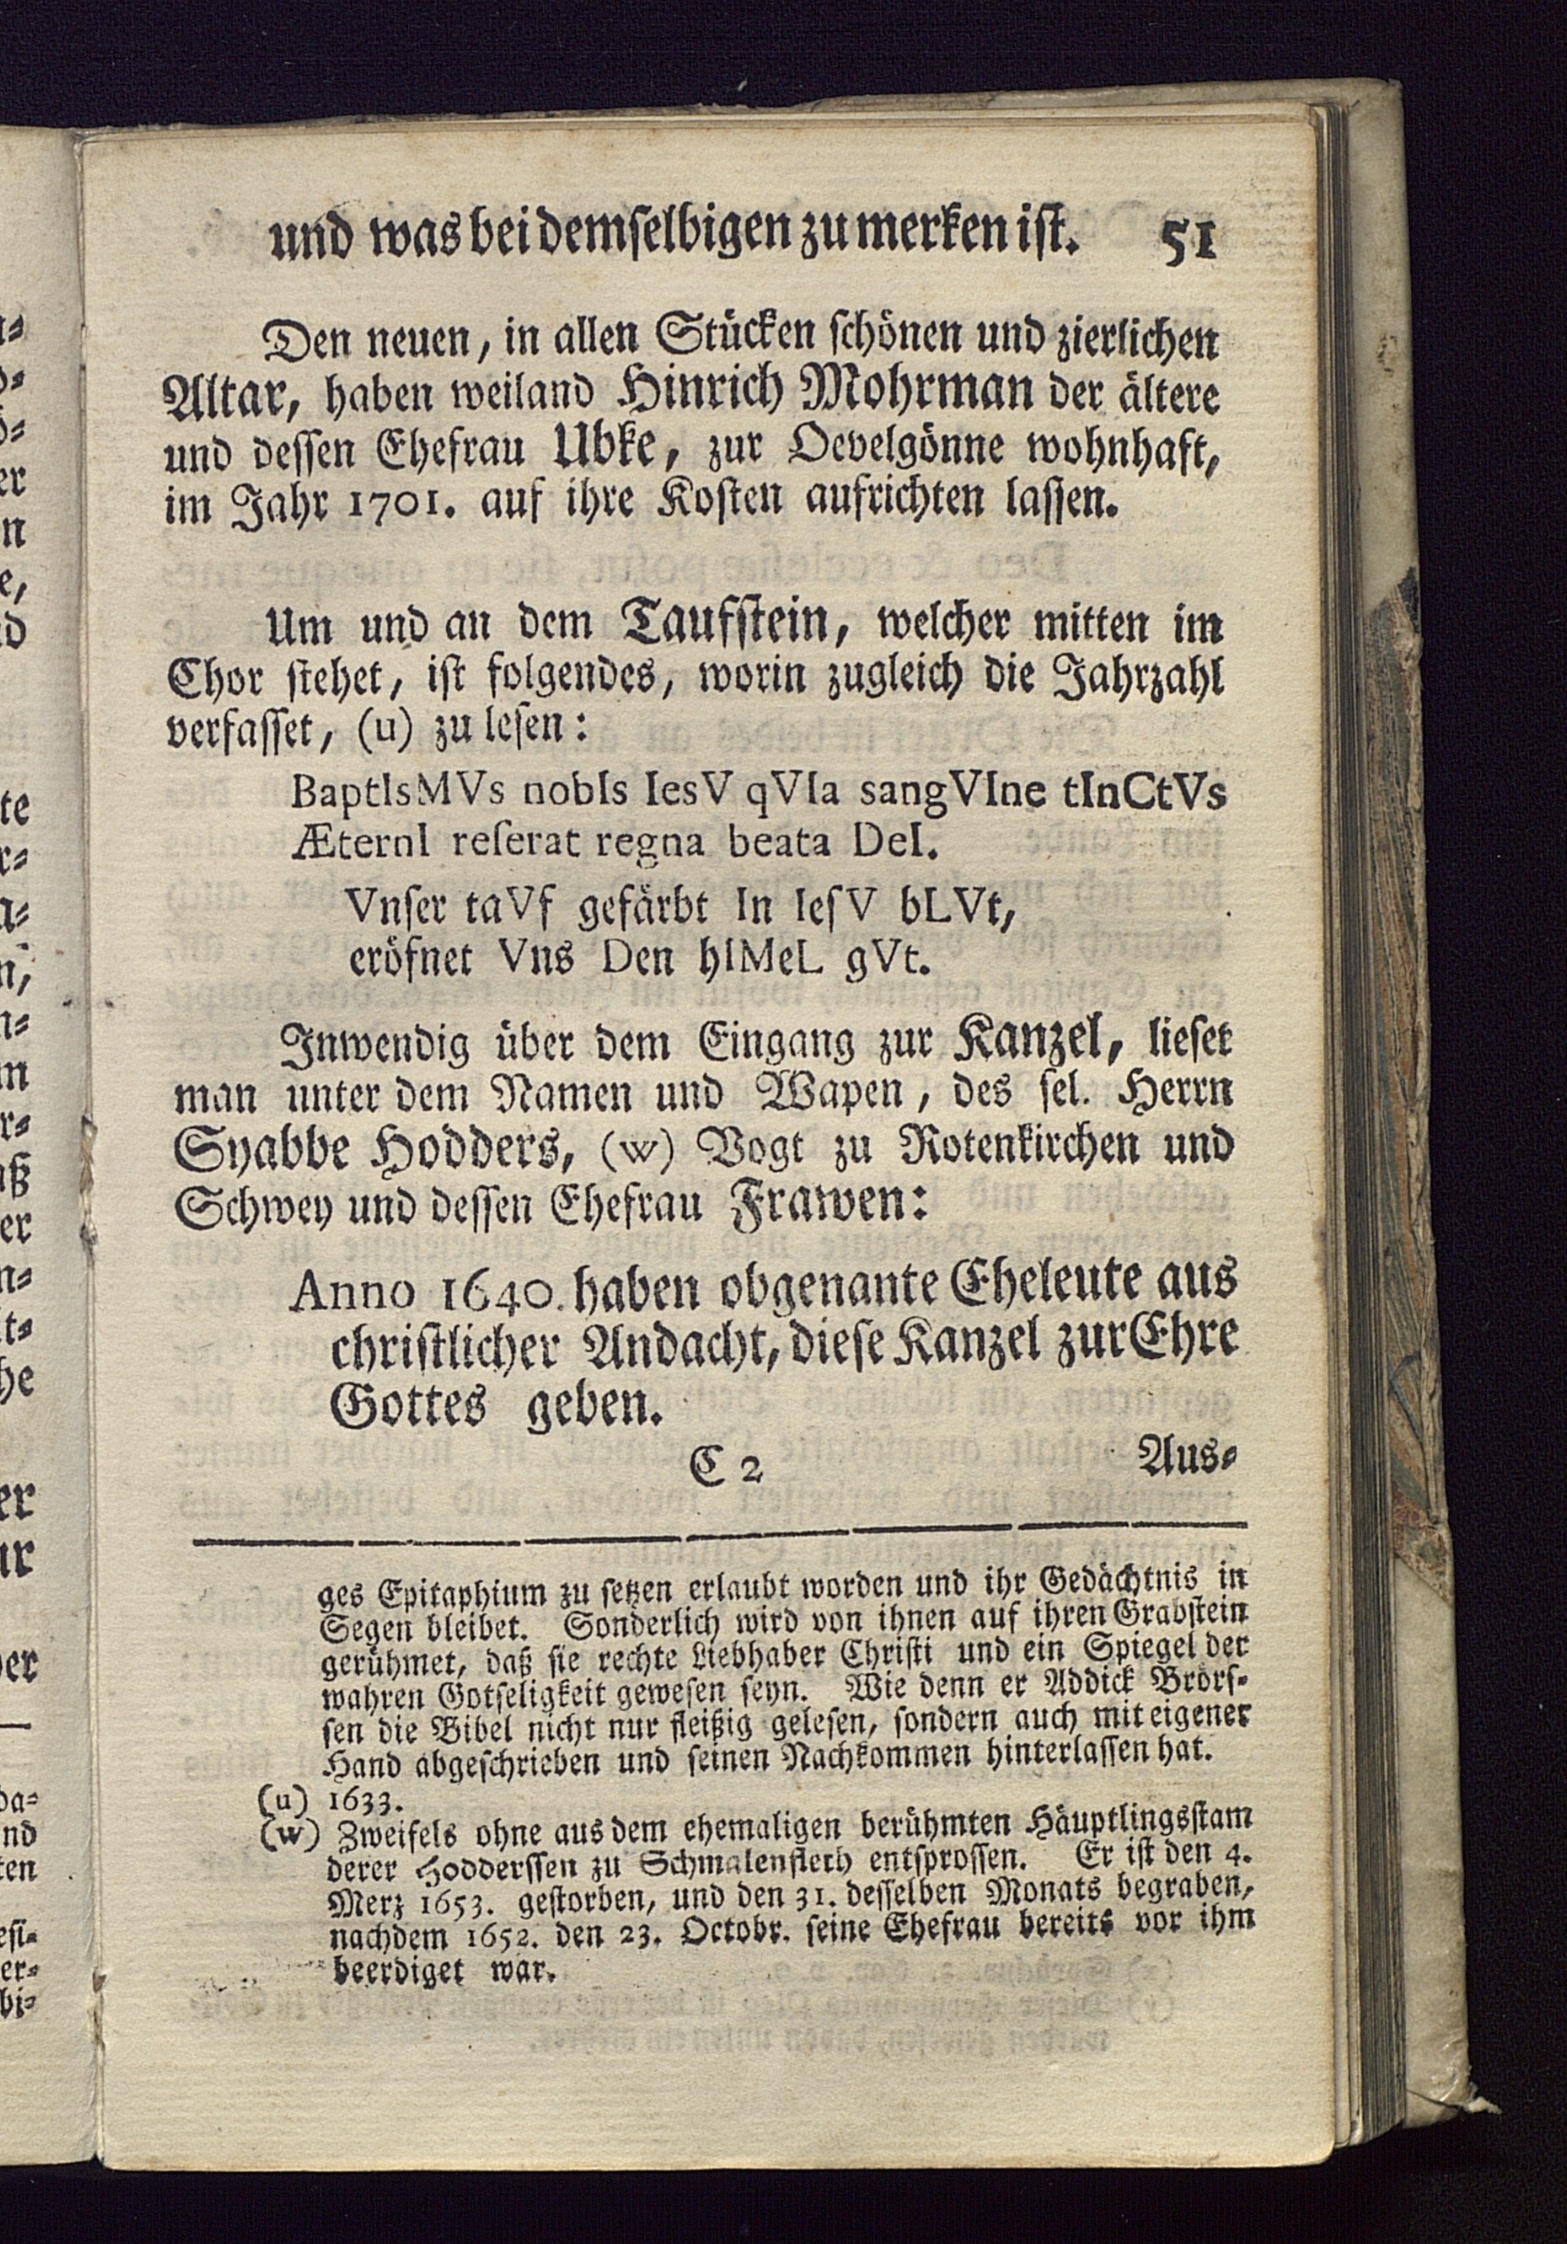 und was bei demselbigen zu merken ist. 51
Den neuen, in allen Stücken schönen und zierlichen
Altar, haben weiland Hinrich Mohrman der ältere
und dessen Ehefrau Ubke, zur Oevelgönne wohnhaft,
im Jahr 1701. auf ihre Kosten aufrichten lassen.
Um und an dem Taufstein, welcher mitten im
Chor stehet, ist folgendes, worin zugleich die Jahrzahl
verfasset, (u) zu lesen:
BaptIsMVs nobIs IesV qVIa sangVIne tInCtVs
ÆternI reserat regna beata DeI.
Vnser taVf gefärbt In IesV bLVt,
eröfnet Vns Den hIMeL gVt.
Inwendig über dem Eingang zur Kanzel, lieset
man unter dem Namen und Wapen, des sel. Herrn
Syabbe Hodders, (w) Vogt zu Rotenkirchen und
Schwey und dessen Ehefrau Frawen:
Anno 1640. haben obgenante Eheleute aus
christlicher Andacht, diese Kanzel zur Ehre
Gottes geben.
C 2 Aus-
ges Epitaphium zu setzen erlaubt worden und ihr Gedächtnis in
Segen bleibet. Sonderlich wird von ihnen auf ihren Grabstein
gerühmet, daß sie rechte Liebhaber Christi und ein Spiegel der
wahren Gotseligkeit gewesen seyn. Wie denn er Addick Brörs-
sen die Bibel nicht nur fleißig gelesen, sondern auch mit eigener
Hand abgeschrieben und seinen Nachkommen hinterlassen hat.
(u) 1633.
(w) Zweifels ohne aus dem ehemaligen berühmten Häuptlingsstam
derer Hodderssen zu Schmalenfleth entsprossen. Er ist den 4.
Merz 1653. gestorben, und den 31. desselben Monats begraben,
nachdem 1652. den 23. Octobr. seine Ehefrau bereits vor ihm
beerdiget war.